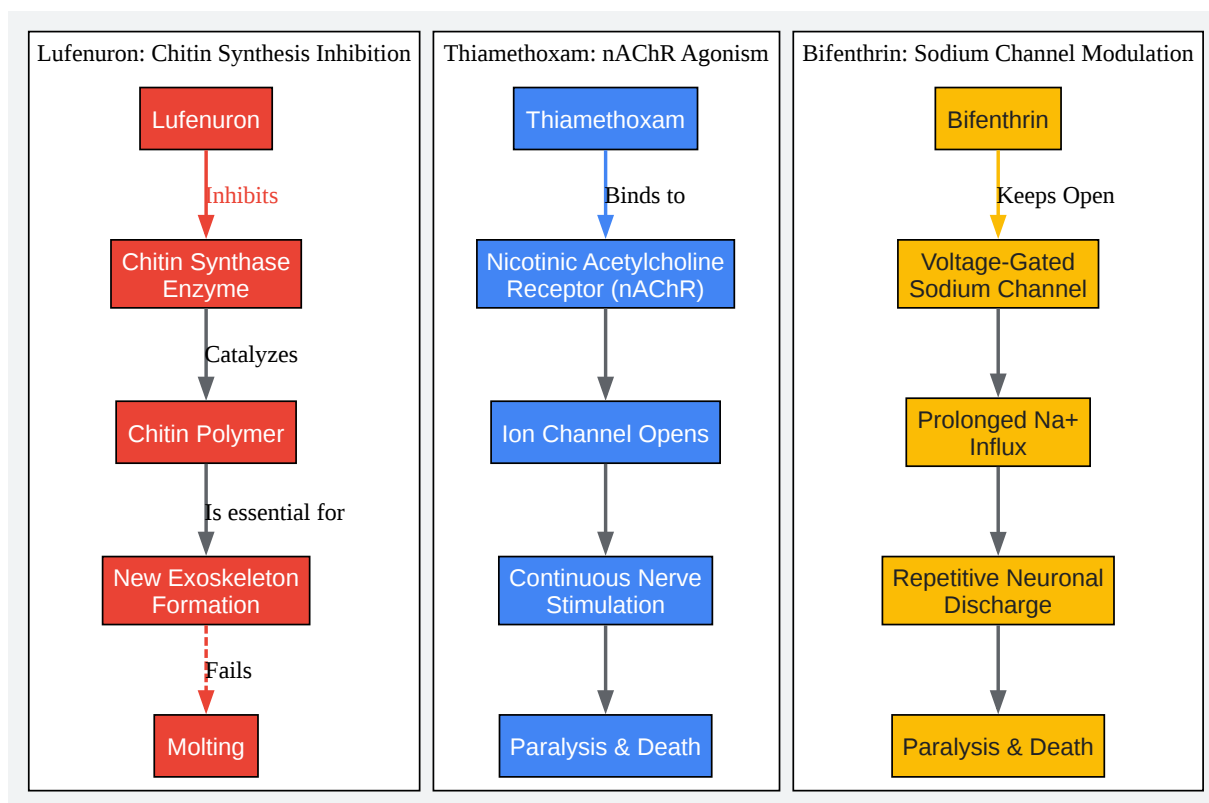 Lufenuron: Chitin Synthesis Inhibition
Lufenuron
Inhibits
Chitin Synthase
Enzyme
Catalyzes
Chitin Polymer
Is essential for
New Exoskeleton
Formation
Fails
Molting
Thiamethoxam: nAChR Agonism
Thiamethoxam
Binds to
Nicotinic Acetylcholine
Receptor (nAChR)
Ion Channel Opens
Continuous Nerve
Stimulation
Paralysis & Death
Bifenthrin: Sodium Channel Modulation
Bifenthrin
Keeps Open
Voltage-Gated
Sodium Channel
Prolonged Na+
Influx
Repetitive Neuronal
Discharge
Paralysis & Death